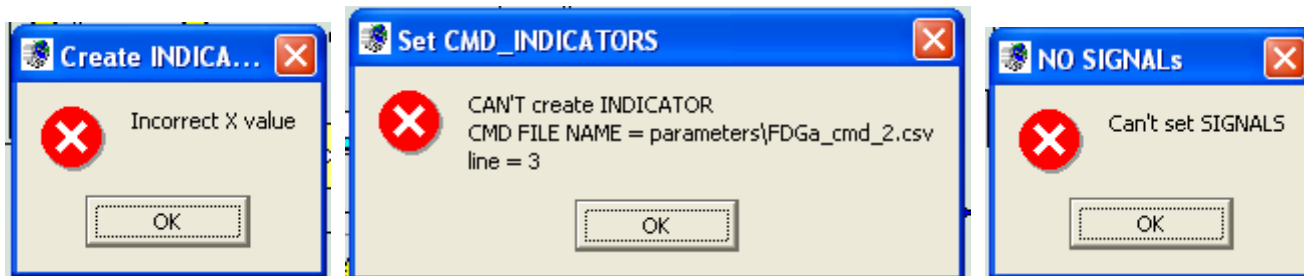 Create INDICA...
Incorrect X value
OK
Set CMD_INDICATORS
CAN'T create INDICATOR
CMD FILE NAME = parameters\FDGa_cmd_2.csv
line = 3
OK
NO SIGNALs
Can't set SIGNALS
OK